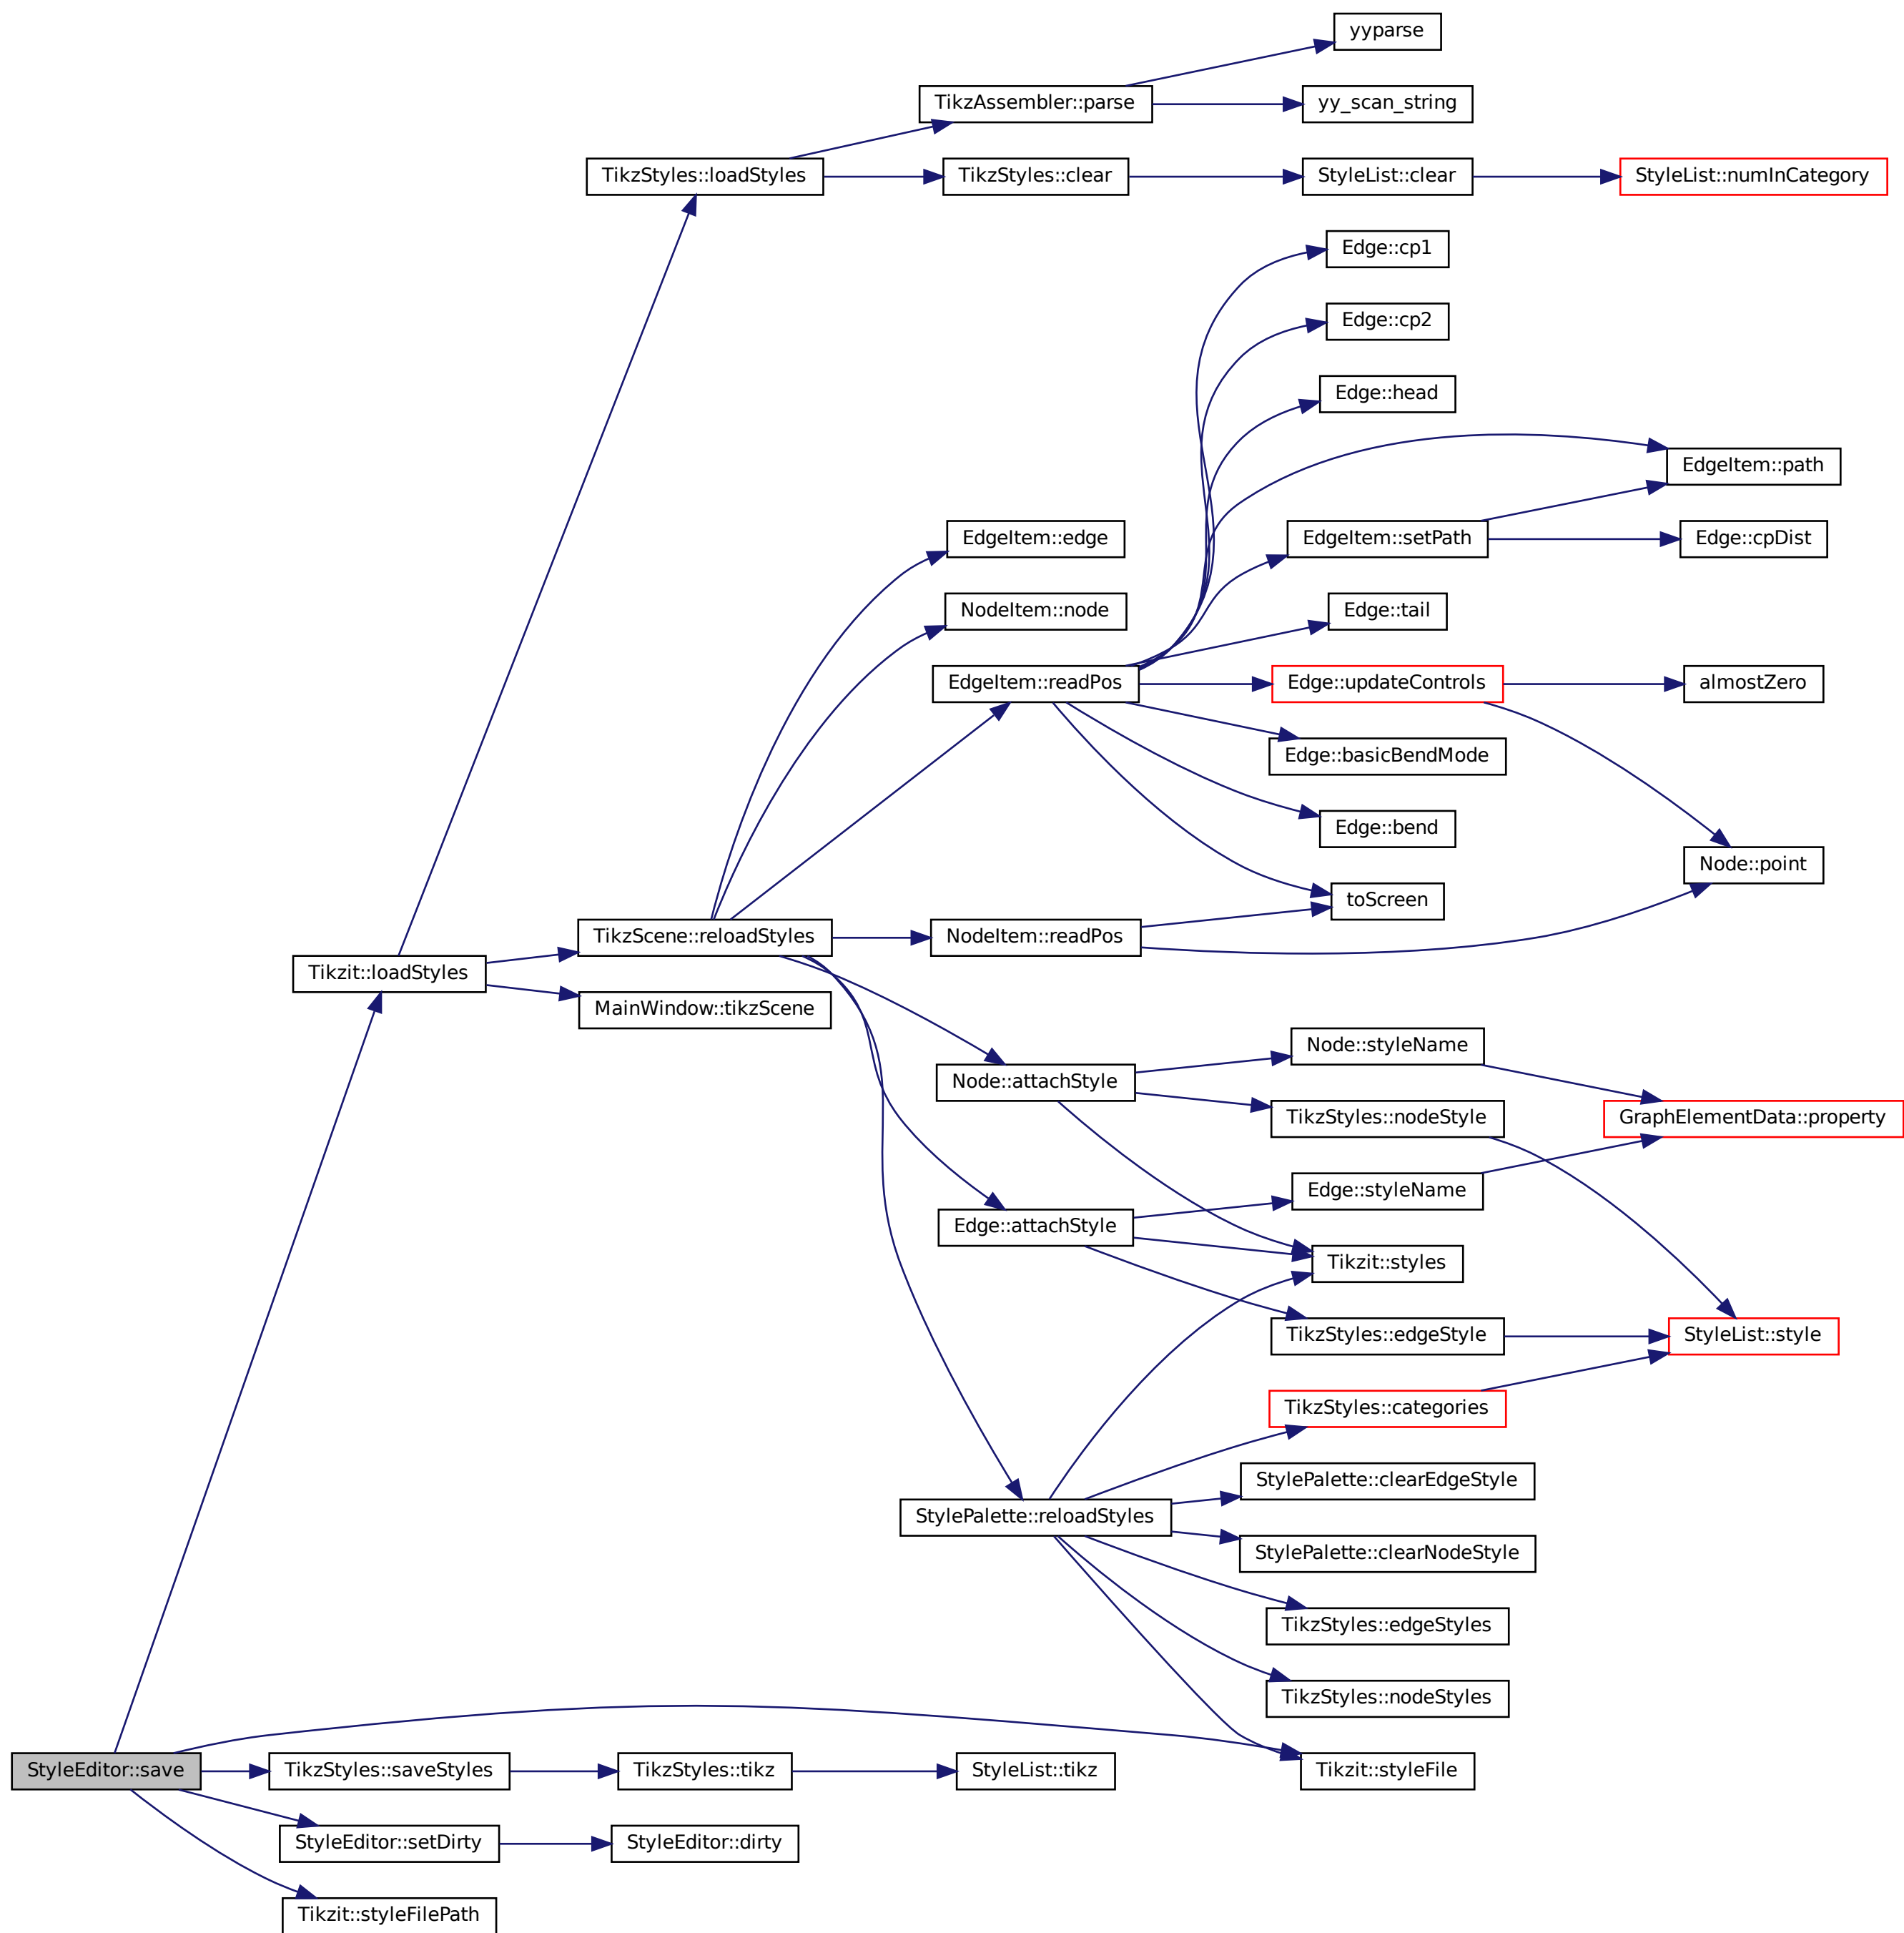 yyparse
TikzAssembler::parse
yy_scan_string
TikzStyles::loadStyles
TikzStyles::clear
StyleList::clear
StyleList::numInCategory
Edge::cp1
Edge::cp2
Edge::head
EdgeItem::path
EdgeItem::edge
EdgeItem::setPath
Edge::cpDist
NodeItem::node
Edge::tail
EdgeItem::readPos
Edge::updateControls
almostZero
Edge::basicBendMode
Edge::bend
Node::point
toScreen
TikzScene::reloadStyles
NodeItem::readPos
Tikzit::loadStyles
MainWindow::tikzScene
Node::styleName
Node::attachStyle
TikzStyles::nodeStyle
GraphElementData::property
Edge::styleName
Edge::attachStyle
Tikzit::styles
TikzStyles::edgeStyle
StyleList::style
TikzStyles::categories
StylePalette::clearEdgeStyle
StylePalette::reloadStyles
StylePalette::clearNodeStyle
TikzStyles::edgeStyles
TikzStyles::nodeStyles
StyleEditor::save
TikzStyles::saveStyles
TikzStyles::tikz
StyleList::tikz
Tikzit::styleFile
StyleEditor::setDirty
StyleEditor::dirty
Tikzit::styleFilePath